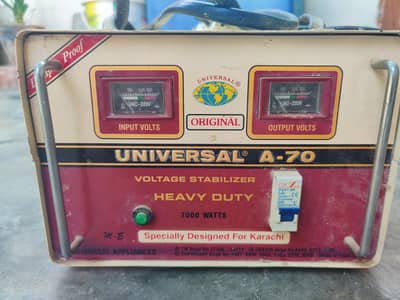 Proof
UNIVERSAL
ORIGINAL
INPUT VOLTS
OUTPUT VOLTS
UNIVERSAL® A-70
VOLTAGE STABILIZER
HEAVY DUTY
7000 WATTS
M-B
Specially Designed For Karachi
APPLIANCES